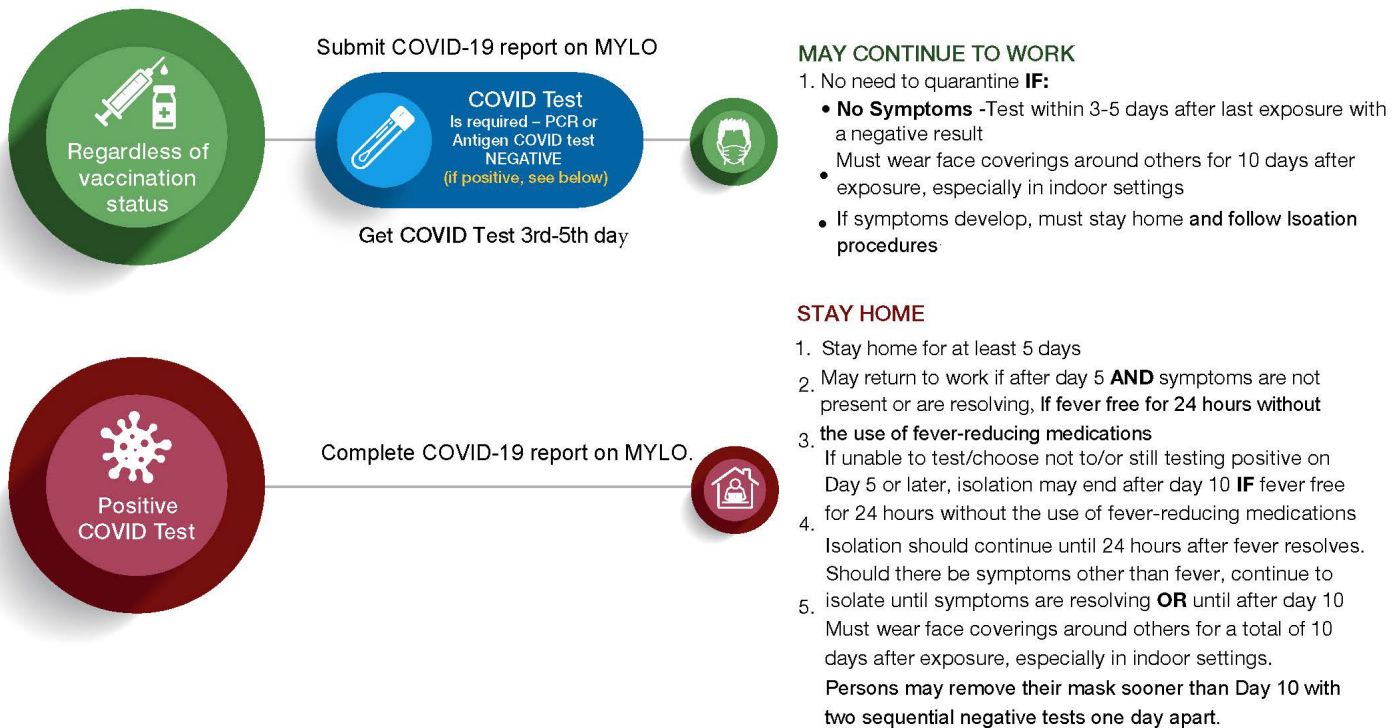 Regardless of
vaccination
status
Submit COVID-19 report on MYLO
COVID Test
Is required – PCR or
Antigen COVID test
NEGATIVE
(if positive, see below)
Get COVID Test 3rd-5th day
MAY CONTINUE TO WORK
1. No need to quarantine IF:
• No Symptoms -Test within 3-5 days after last exposure with
a negative result
Must wear face coverings around others for 10 days after
• exposure, especially in indoor settings
• If symptoms develop, must stay home and follow Isoation
procedures
Positive
COVID Test
Complete COVID-19 report on MYLO.
STAY HOME
1. Stay home for at least 5 days
2. May return to work if after day 5 AND symptoms are not
present or are resolving, If fever free for 24 hours without
3. the use of fever-reducing medications
If unable to test/choose not to/or still testing positive on
Day 5 or later, isolation may end after day 10 IF fever free
for 24 hours without the use of fever-reducing medications
4.
Isolation should continue until 24 hours after fever resolves.
Should there be symptoms other than fever, continue to
5. isolate until symptoms are resolving OR until after day 10
Must wear face coverings around others for a total of 10
days after exposure, especially in indoor settings.
Persons may remove their mask sooner than Day 10 with
two sequential negative tests one day apart.